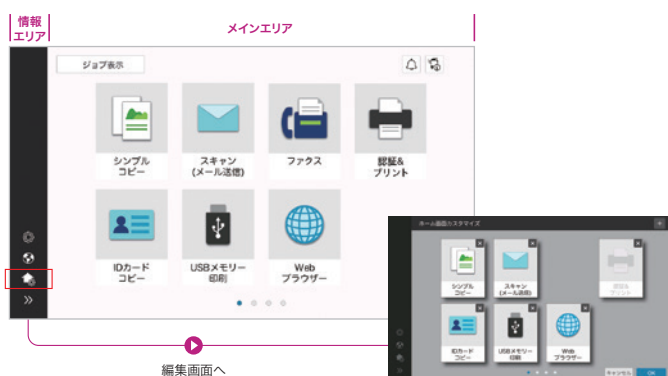 情報
エリア
メインエリア
ジョブ表示
シンプル
コピー
スキャン
(メール送信)
ファクス
認証&
プリント
IDカード
コピー
USBメモリー
印刷
Web
ブラウザー
編集画面へ
ホーム画面カスタマイズ
シンプル
コピー
スキャン
(メール送信)
認証&
プリント
IDカード
コピー
USBメモリー
印刷
Web
ブラウザー
キャンセル
OK